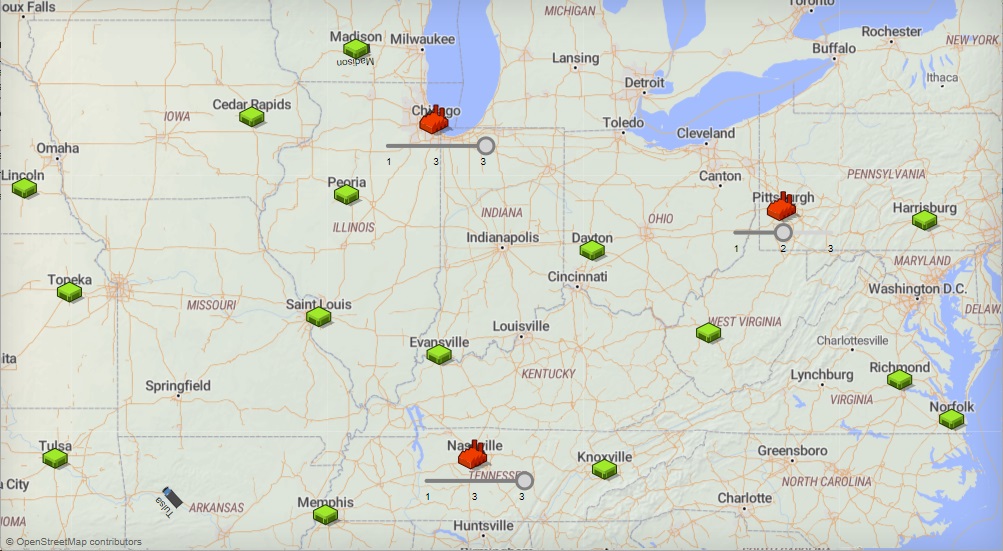 oux Falls
MICHIGAN
Toronto
Madison
Milwaukee
Rochester
NEW YORK
Buffalo
Madison
Lansing
Ithaca
Detroit
Cedar Rapids
Chicago
IOWA
Toledo
Cleveland
Omaha
1 3 3
Lincoln
Peoria
Canton
PENNSYLVANIA
Pittsburgh
Harrisburg
ILLINOIS
INDIANA
OHIO
Indianapolis
Dayton
1 2 3
MARYLAND
Topeka
Cincinnati
Washington D.C.
MISSOURI
Saint Louis
DELAW
Louisville
WEST VIRGINIA
Evansville
Charlottesville
ita
KENTUCKY
Lynchburg
Richmond
Springfield
VIRGINIA
Norfolk
Tulsa
Nashville
Knoxville
Greensboro
TENNESSE
City
1 3 3
NORTH CAROLINA
Tulsa
ARKANSAS
Memphis
Charlotte
OMA
Huntsville
© OpenStreetMap contributors